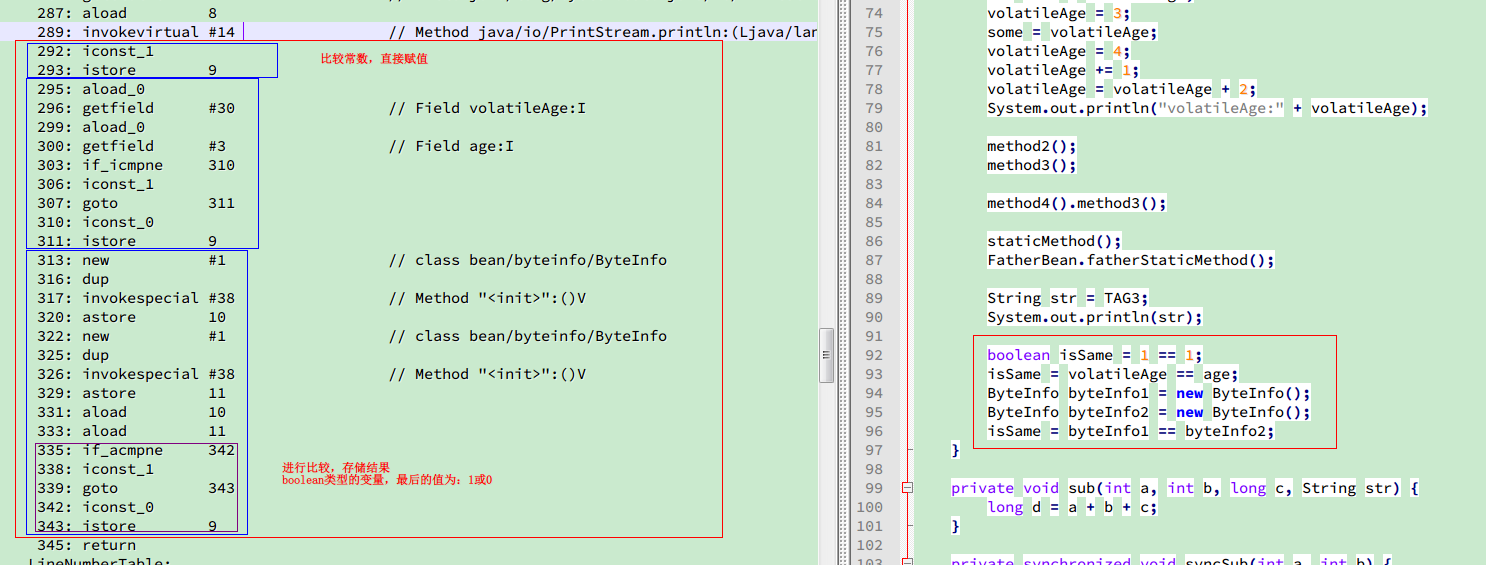 287: aload 8
289: invokevirtual #14 // Method java/io/PrintStream.println:(Ljava/lan
292: iconst_1
293: istore 9
比较常数,直接赋值
295: aload_0
296: getfield #30 // Field volatileAge:I
299: aload_0
300: getfield #3 // Field age:I
303: if_icmpne 310
306: iconst_1
307: goto 311
310: iconst_0
311: istore 9
313: new #1 // class bean/byteinfo/ByteInfo
316: dup
317: invokespecial #38 // Method "<init>":()V
320: astore 10
322: new #1 // class bean/byteinfo/ByteInfo
325: dup
326: invokespecial #38 // Method "<init>":()V
329: astore 11
331: aload 10
333: aload 11
335: if_acmpne 342
338: iconst_1
339: goto 343
342: iconst_0
343: istore 9
进行比较,存储结果
boolean类型的变量,最后的值为:1或0
345: return
LineNumberTable:
74 volatileAge = 3;
75 some = volatileAge;
76 volatileAge = 4;
77 volatileAge += 1;
78 volatileAge = volatileAge + 2;
79 System.out.println("volatileAge:" + volatileAge);
80
81 method2();
82 method3();
83
84 method4().method3();
85
86 staticMethod();
87 FatherBean.fatherStaticMethod();
88
89 String str = TAG3;
90 System.out.println(str);
91
92 boolean isSame = 1 == 1;
93 isSame = volatileAge == age;
94 ByteInfo byteInfo1 = new ByteInfo();
95 ByteInfo byteInfo2 = new ByteInfo();
96 isSame = byteInfo1 == byteInfo2;
97 }
98
99 private void sub(int a, int b, long c, String str) {
100 long d = a + b + c;
101 }
102
103 private synchronized void syncSub(int a, int b) {